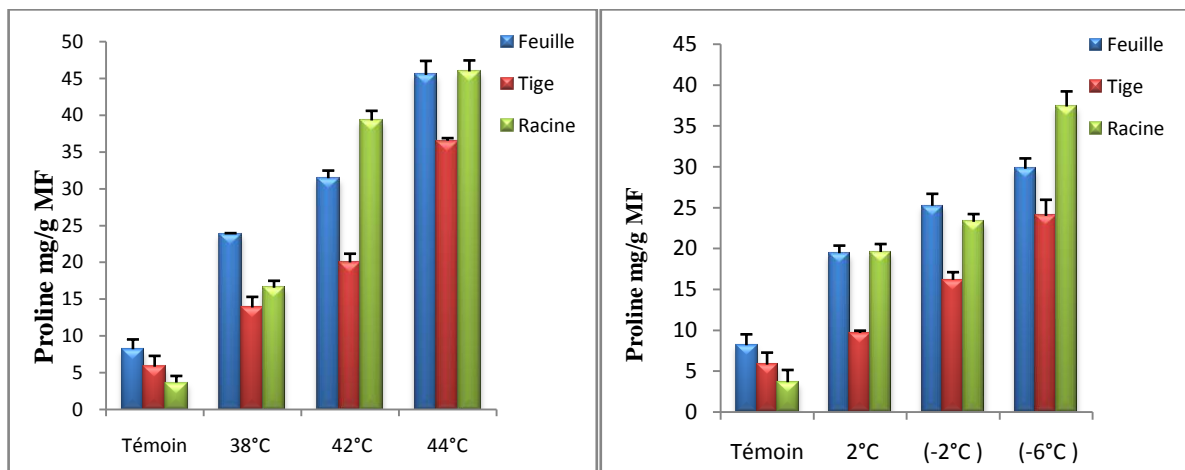 Proline mg/g MF
50
45
40
35
30
25
20
15
10
5
0
Témoin 38°C 42°C 44°C
Feuille
Tige
Racine
Proline mg/g MF
45
40
35
30
25
20
15
10
5
0
Témoin 2°C (-2°C ) (-6°C )
Feuille
Tige
Racine